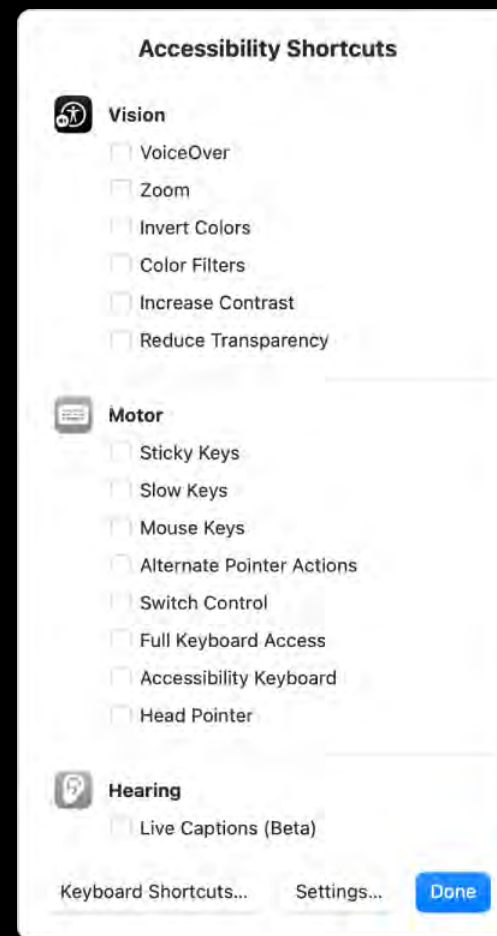 Accessibility Shortcuts
Vision
VoiceOver
Zoom
Invert Colors
Color Filters
Increase Contrast
Reduce Transparency
Motor
Sticky Keys
Slow Keys
Mouse Keys
Alternate Pointer Actions
Switch Control
Full Keyboard Access
Accessibility Keyboard
Head Pointer
Hearing
Live Captions (Beta)
Keyboard Shortcuts... Settings... Done